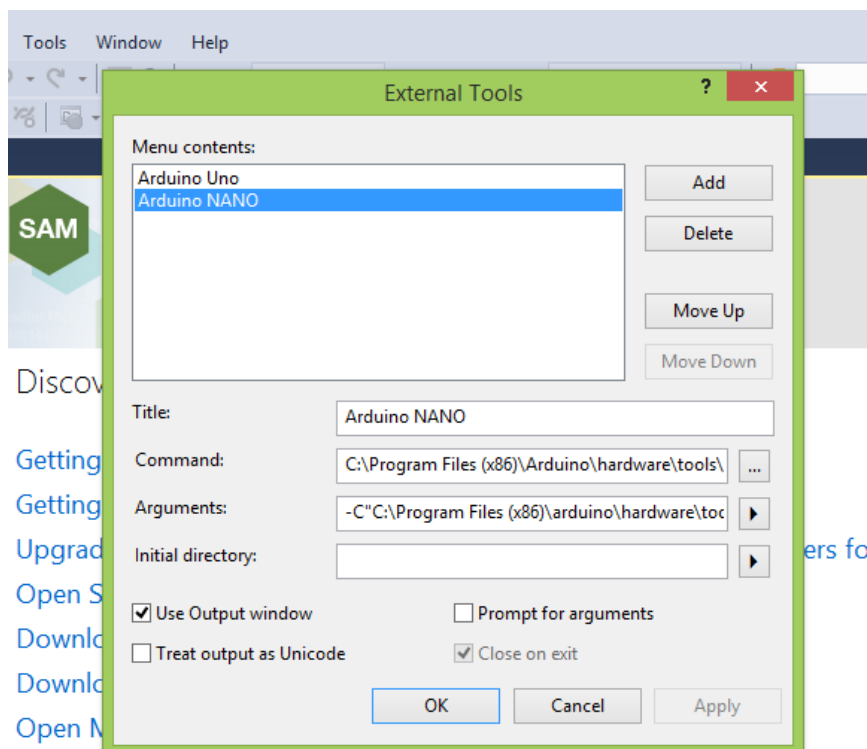 Tools Window Help
External Tools ? ×
Menu contents:
Arduino Uno
Arduino NANO
Add
Delete
Move Up
Move Down
SAM
Discov
Title: Arduino NANO
Getting
Command: C:\Program Files (x86)\Arduino\hardware\tools\ ...
Getting
Arguments: -C"C:\Program Files (x86)\arduino\hardware\too
Upgrad
Initial directory:
ers fo
Open S
Use Output window Prompt for arguments
Downlo
Treat output as Unicode Close on exit
Downlo
OK Cancel Apply
Open M